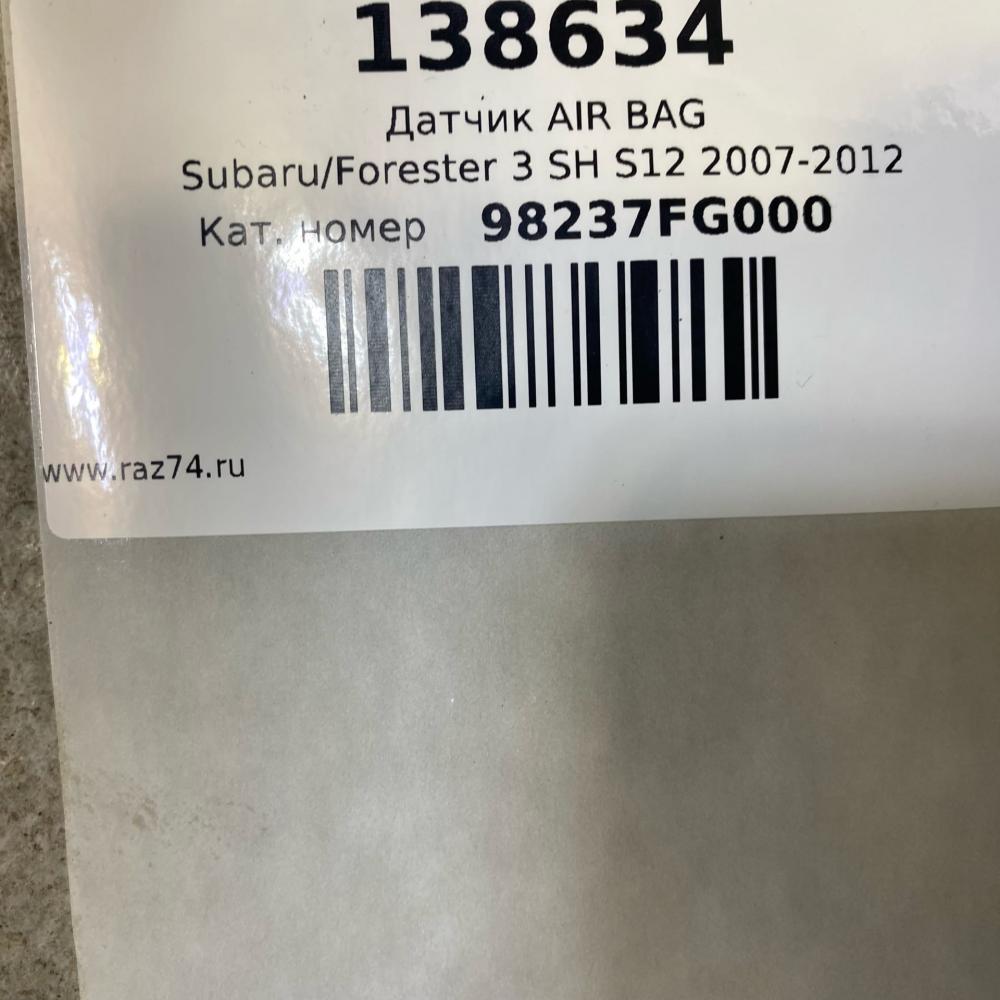 138634
Датчик AIR BAG
Subaru/Forester 3 SH S12 2007-2012
Кат. номер 98237FG000
www.raz74.ru